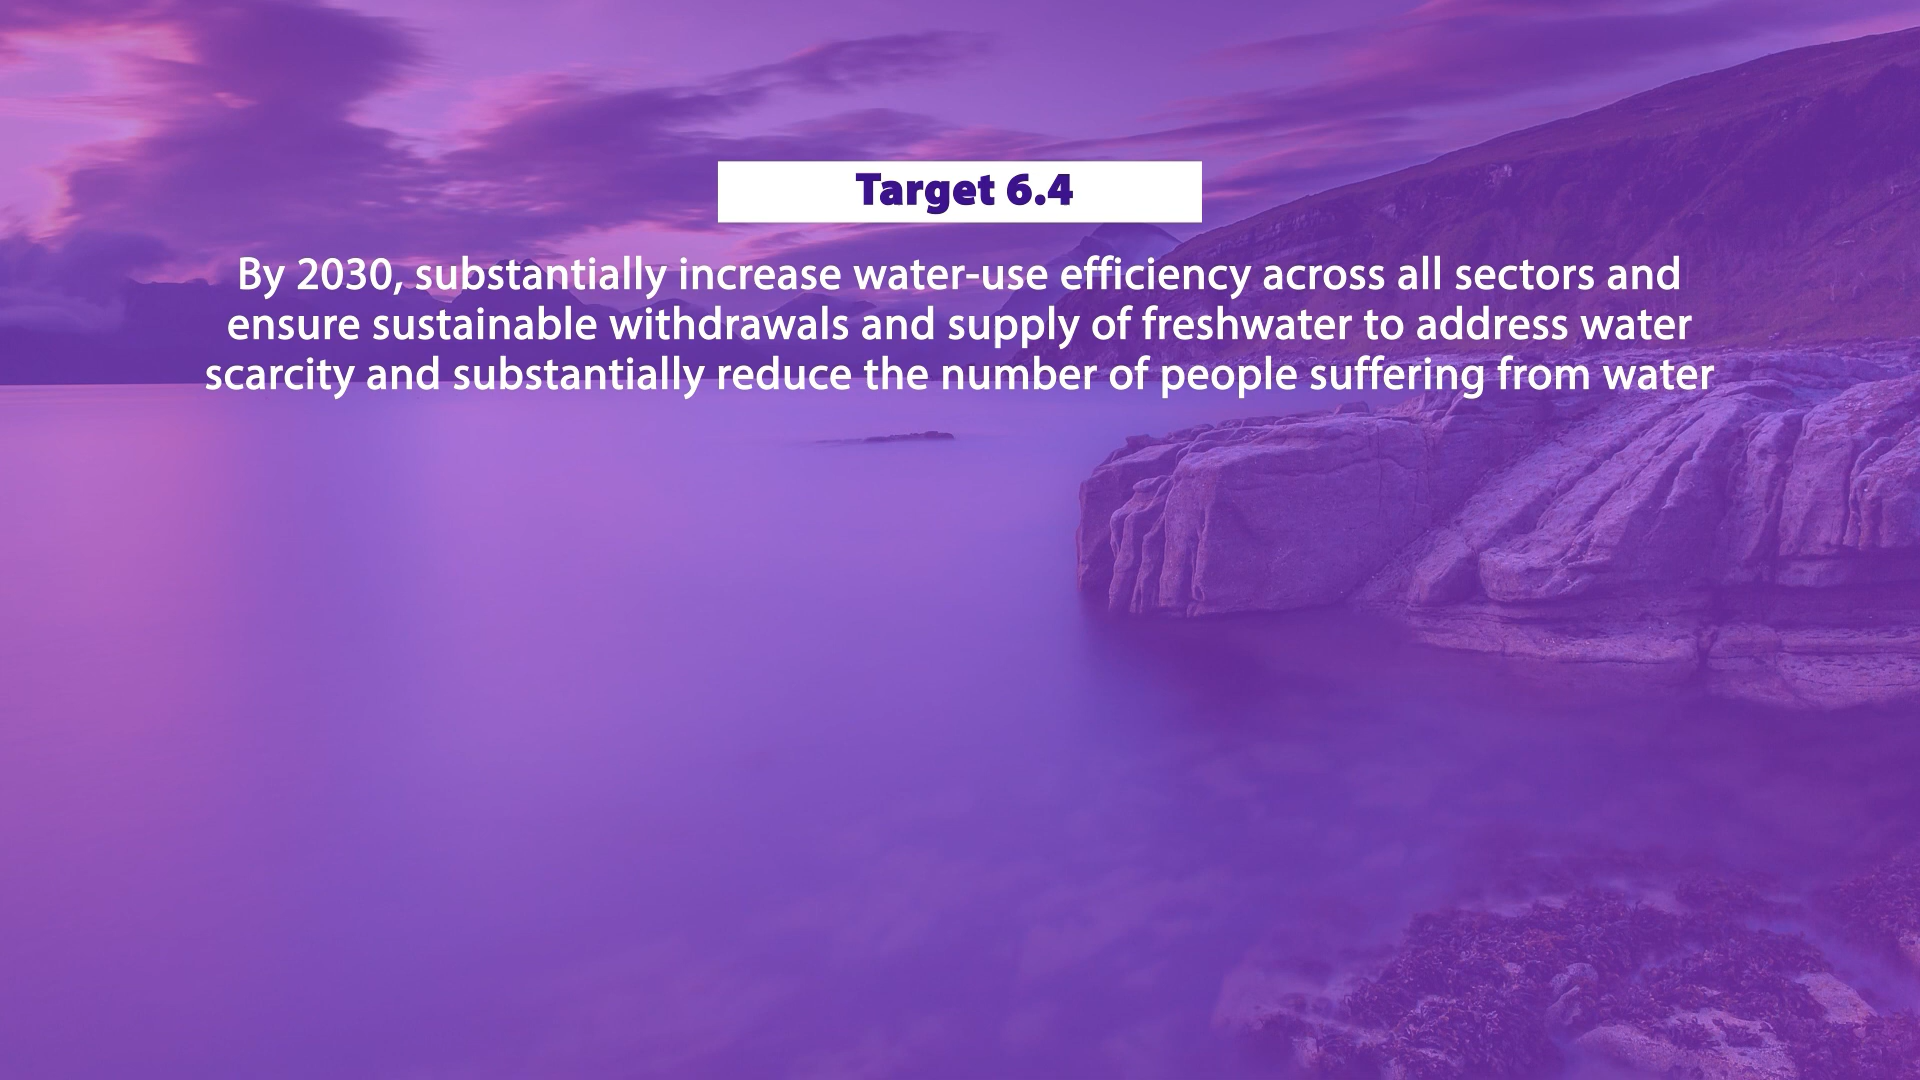 Target 6.4
By 2030, substantially increase water-use efficiency across all sectors and
ensure sustainable withdrawals and supply of freshwater to address water
scarcity and substantially reduce the number of people suffering from water